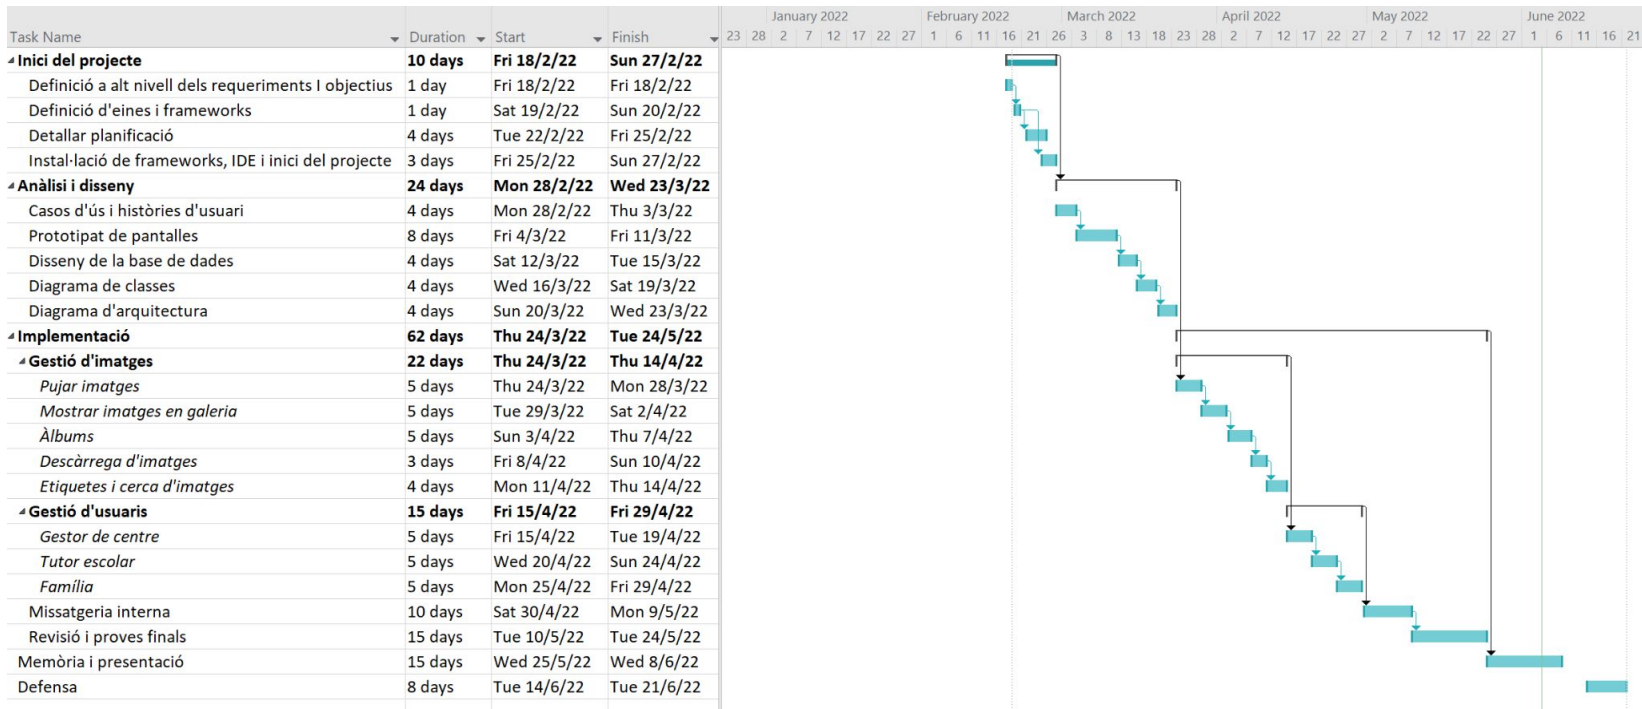 January 2022 February 2022 March 2022 April 2022 May 2022 June 2022
Task Name Duration Start Finish 23 28 2 7 12 17 22 27 1 6 11 16 21 26 3 8 13 18 23 28 2 7 12 17 22 27 2 7 12 17 22 27 1 6 11 16 21
Inici del projecte 10 days Fri 18/2/22 Sun 27/2/22
Definició a alt nivell dels requeriments I objectius 1 day Fri 18/2/22 Fri 18/2/22
Definició d'eines i frameworks 1 day Sat 19/2/22 Sun 20/2/22
Detallar planificació 4 days Tue 22/2/22 Fri 25/2/22
Instal·lació de frameworks, IDE i inici del projecte 3 days Fri 25/2/22 Sun 27/2/22
Anàlisi i disseny 24 days Mon 28/2/22 Wed 23/3/22
Casos d'ús i històries d'usuari 4 days Mon 28/2/22 Thu 3/3/22
Prototipat de pantalles 8 days Fri 4/3/22 Fri 11/3/22
Disseny de la base de dades 4 days Sat 12/3/22 Tue 15/3/22
Diagrama de classes 4 days Wed 16/3/22 Sat 19/3/22
Diagrama d'arquitectura 4 days Sun 20/3/22 Wed 23/3/22
Implementació 62 days Thu 24/3/22 Tue 24/5/22
Gestió d'imatges 22 days Thu 24/3/22 Thu 14/4/22
Pujar imatges 5 days Thu 24/3/22 Mon 28/3/22
Mostrar imatges en galeria 5 days Tue 29/3/22 Sat 2/4/22
Àlbums 5 days Sun 3/4/22 Thu 7/4/22
Descàrrega d'imatges 3 days Fri 8/4/22 Sun 10/4/22
Etiquetes i cerca d'imatges 4 days Mon 11/4/22 Thu 14/4/22
Gestió d'usuaris 15 days Fri 15/4/22 Fri 29/4/22
Gestor de centre 5 days Fri 15/4/22 Tue 19/4/22
Tutor escolar 5 days Wed 20/4/22 Sun 24/4/22
Família 5 days Mon 25/4/22 Fri 29/4/22
Missatgeria interna 10 days Sat 30/4/22 Mon 9/5/22
Revisió i proves finals 15 days Tue 10/5/22 Tue 24/5/22
Memòria i presentació 15 days Wed 25/5/22 Wed 8/6/22
Defensa 8 days Tue 14/6/22 Tue 21/6/22